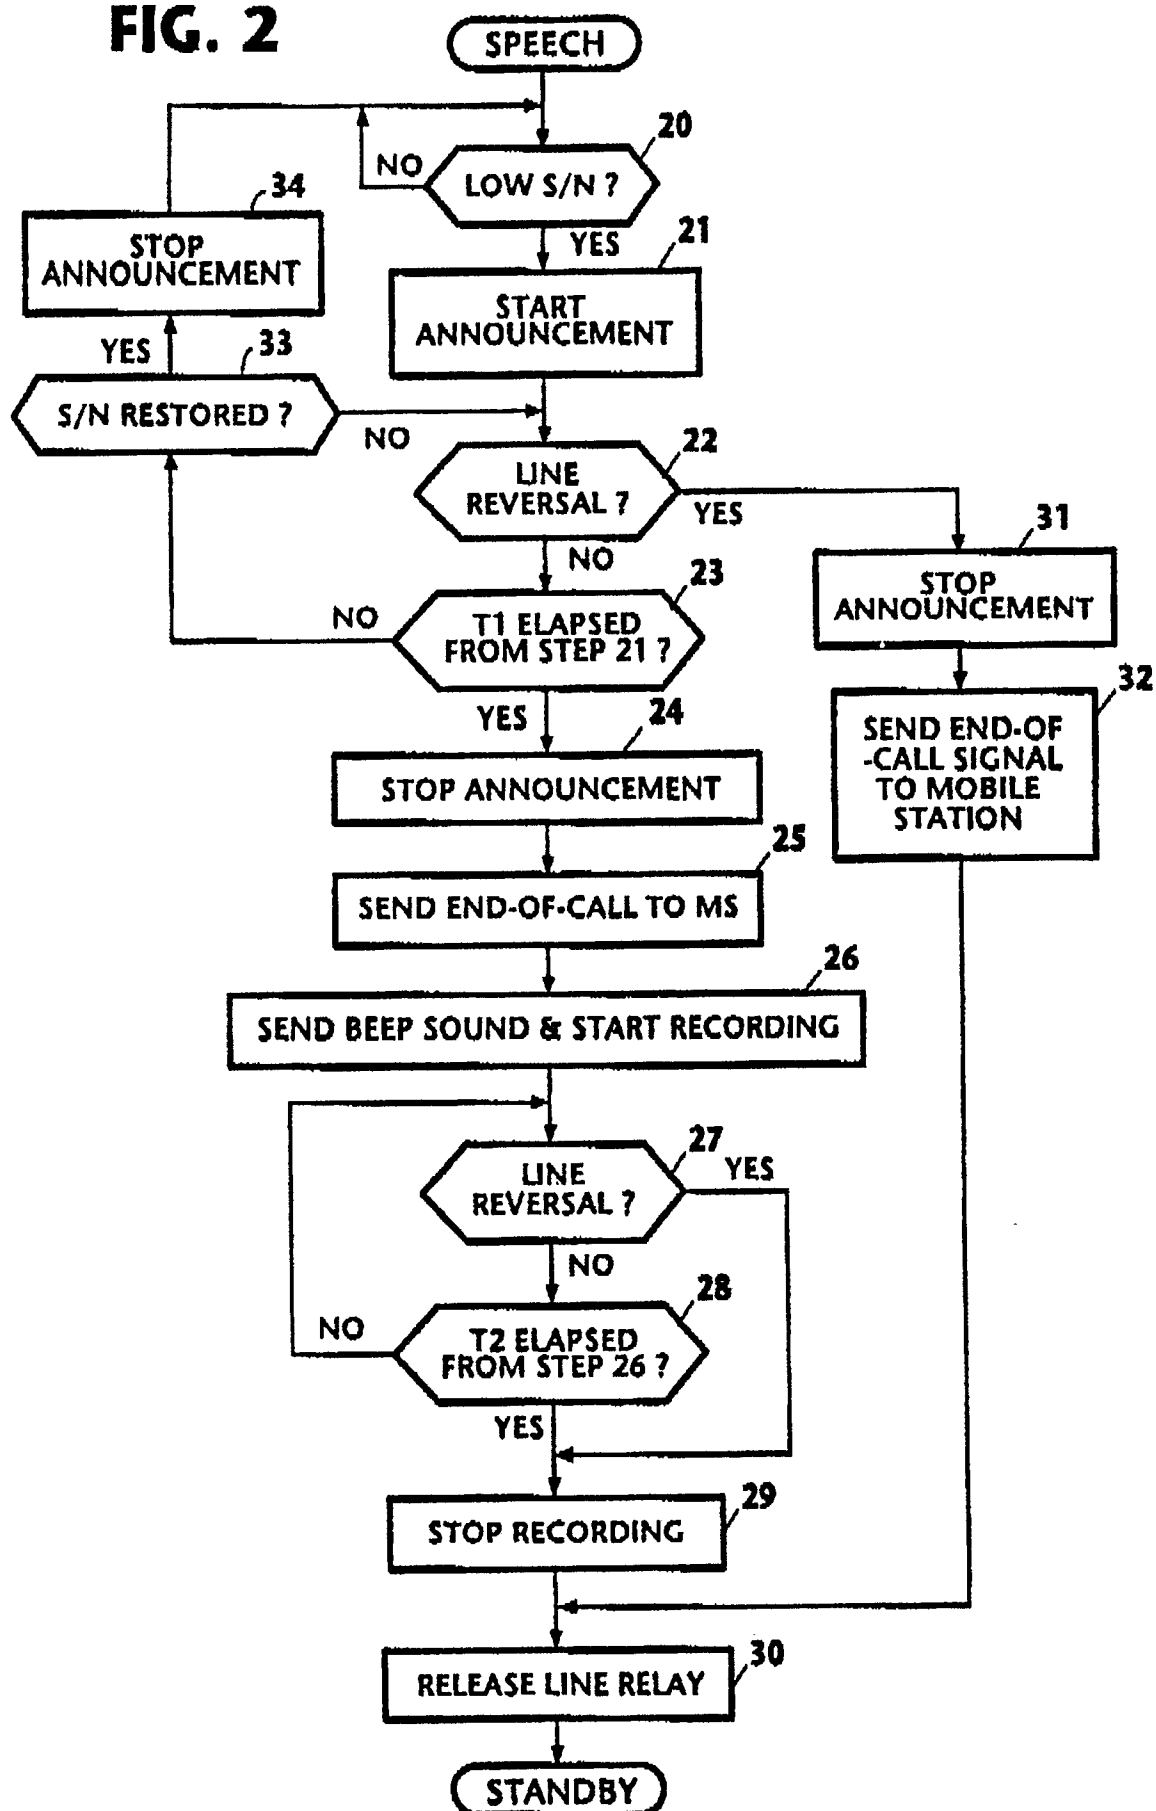 FIG. 2
SPEECH
20
NO
LOW S/N ?
34
YES
21
STOP
ANNOUNCEMENT
START
ANNOUNCEMENT
YES
33
S/N RESTORED ?
NO
22
LINE
REVERSAL ?
YES
31
NO
23
STOP
ANNOUNCEMENT
NO
T1 ELAPSED
FROM STEP 21 ?
32
YES
24
SEND END-OF
-CALL SIGNAL
TO MOBILE
STATION
STOP ANNOUNCEMENT
25
SEND END-OF-CALL TO MS
26
SEND BEEP SOUND & START RECORDING
27
YES
LINE
REVERSAL ?
NO
28
NO
T2 ELAPSED
FROM STEP 26 ?
YES
29
STOP RECORDING
30
RELEASE LINE RELAY
STANDBY